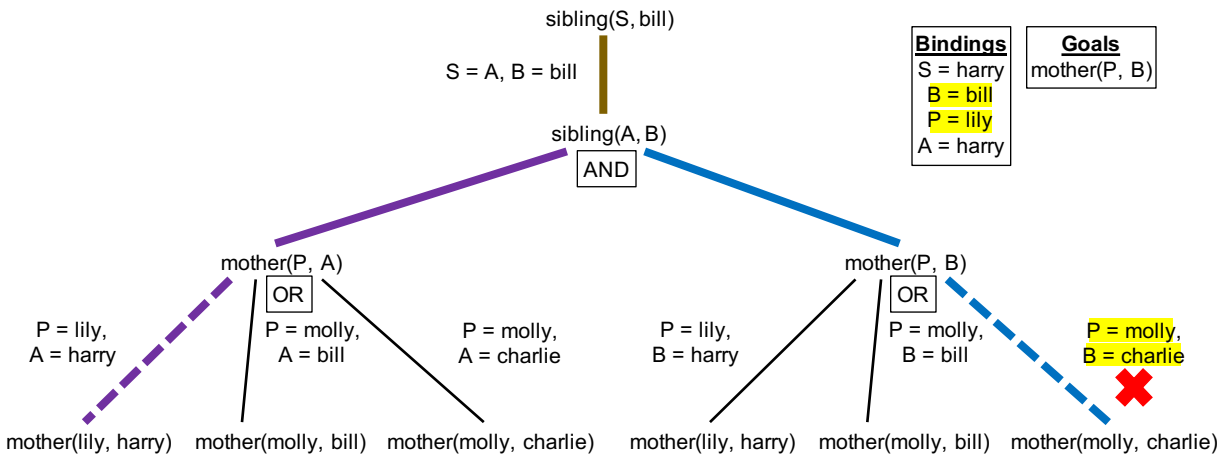 sibling(S, bill)
S = A, B = bill
Bindings
S = harry
B = bill
P = lily
A = harry
Goals
mother(P, B)
sibling(A, B)
AND
mother(P, A)
OR
mother(P, B)
OR
P = lily,
A = harry
P = molly,
A = bill
P = molly,
A = charlie
P = lily,
B = harry
P = molly,
B = bill
P = molly,
B = charlie
mother(lily, harry)
mother(molly, bill)
mother(molly, charlie)
mother(lily, harry)
mother(molly, bill)
mother(molly, charlie)